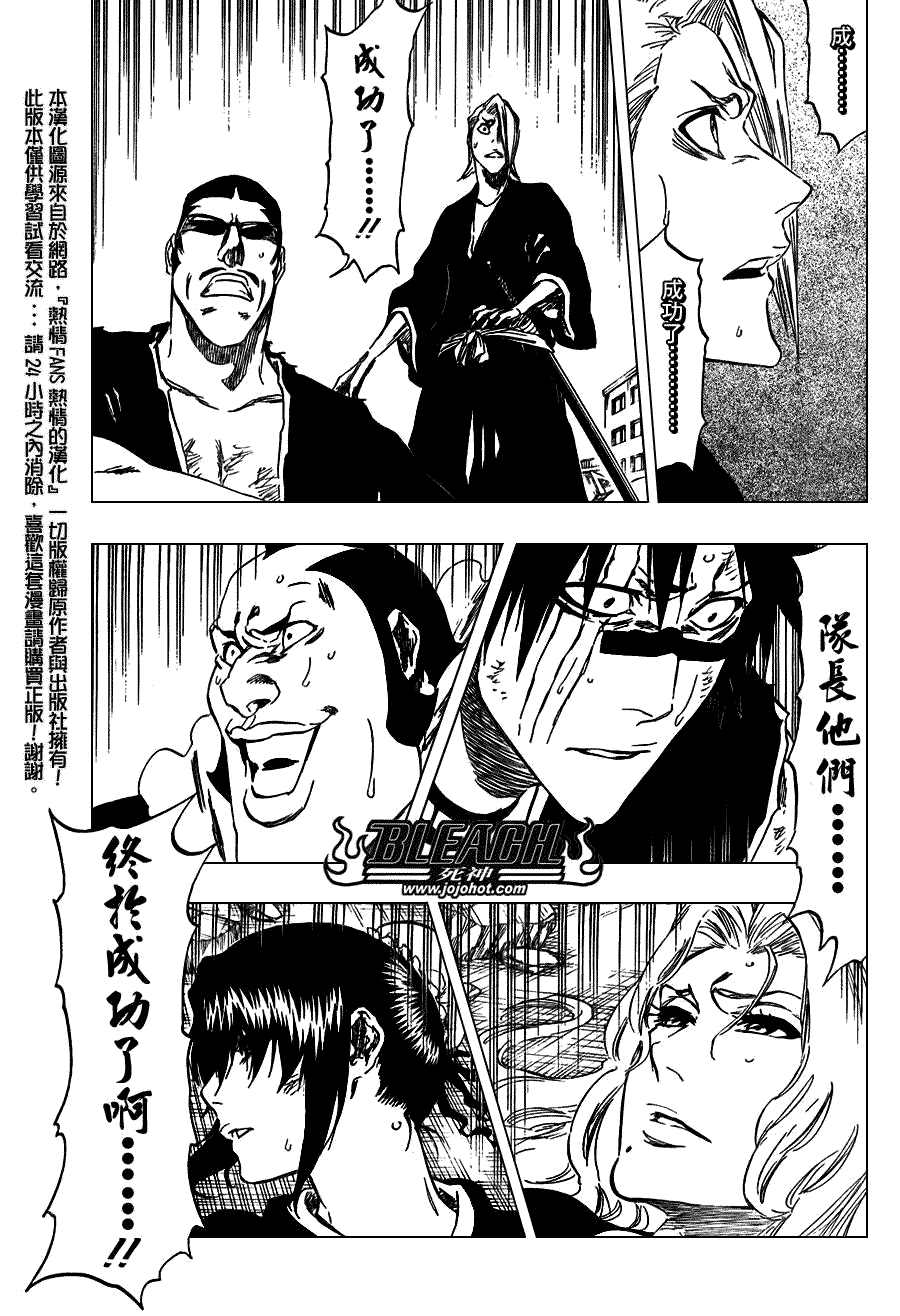 成………
成功了………
成功了……!!
隊長他們……
終於成功了啊……!!
BLEACH
死神
www.jojohot.com
本漢化圖源來自於網路，『熱情FANS熱情的漢化』一切版權歸原作者與出版社擁有！
此版本僅供學習試看交流… 請24小時之內消除，喜歡這套漫畫請購買正版！謝謝。